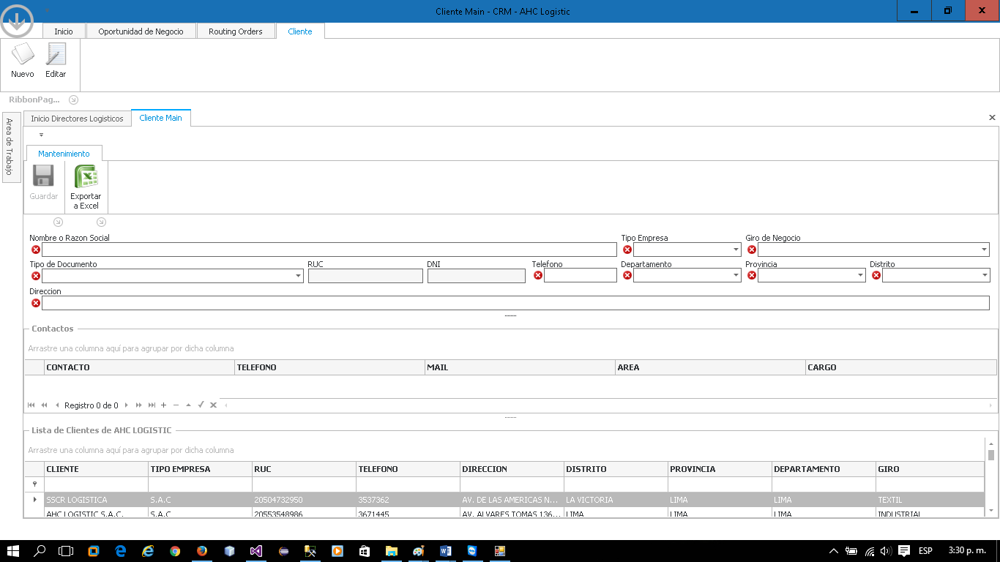 Cliente Main - CRM - AHC Logistic
Inicio Oportunidad de Negocio Routing Orders Cliente
Nuevo Editar
RibbonPag...
Area de Trabajo
Inicio Directores Logisticos Cliente Main
Mantenimiento
Guardar Exportar a Excel
Nombre o Razon Social Tipo Empresa Giro de Negocio
Tipo de Documento RUC DNI Telefono Departamento Provincia Distrito
Direccion
Contactos
Arrastre una columna aquí para agrupar por dicha columna
CONTACTO TELEFONO MAIL AREA CARGO
Registro 0 de 0
Lista de Clientes de AHC LOGISTIC
Arrastre una columna aquí para agrupar por dicha columna
CLIENTE TIPO EMPRESA RUC TELEFONO DIRECCION DISTRITO PROVINCIA DEPARTAMENTO GIRO
SSCR LOGISTICA S.A.C 20504732950 3537362 AV. DE LAS AMERICAS N... LA VICTORIA LIMA LIMA TEXTIL
AHC LOGISTIC S.A.C. S.A.C 20553548986 3671445 AV. ALVARES TOMAS 136... LIMA LIMA LIMA INDUSTRIAL
ESP 3:30 p. m.